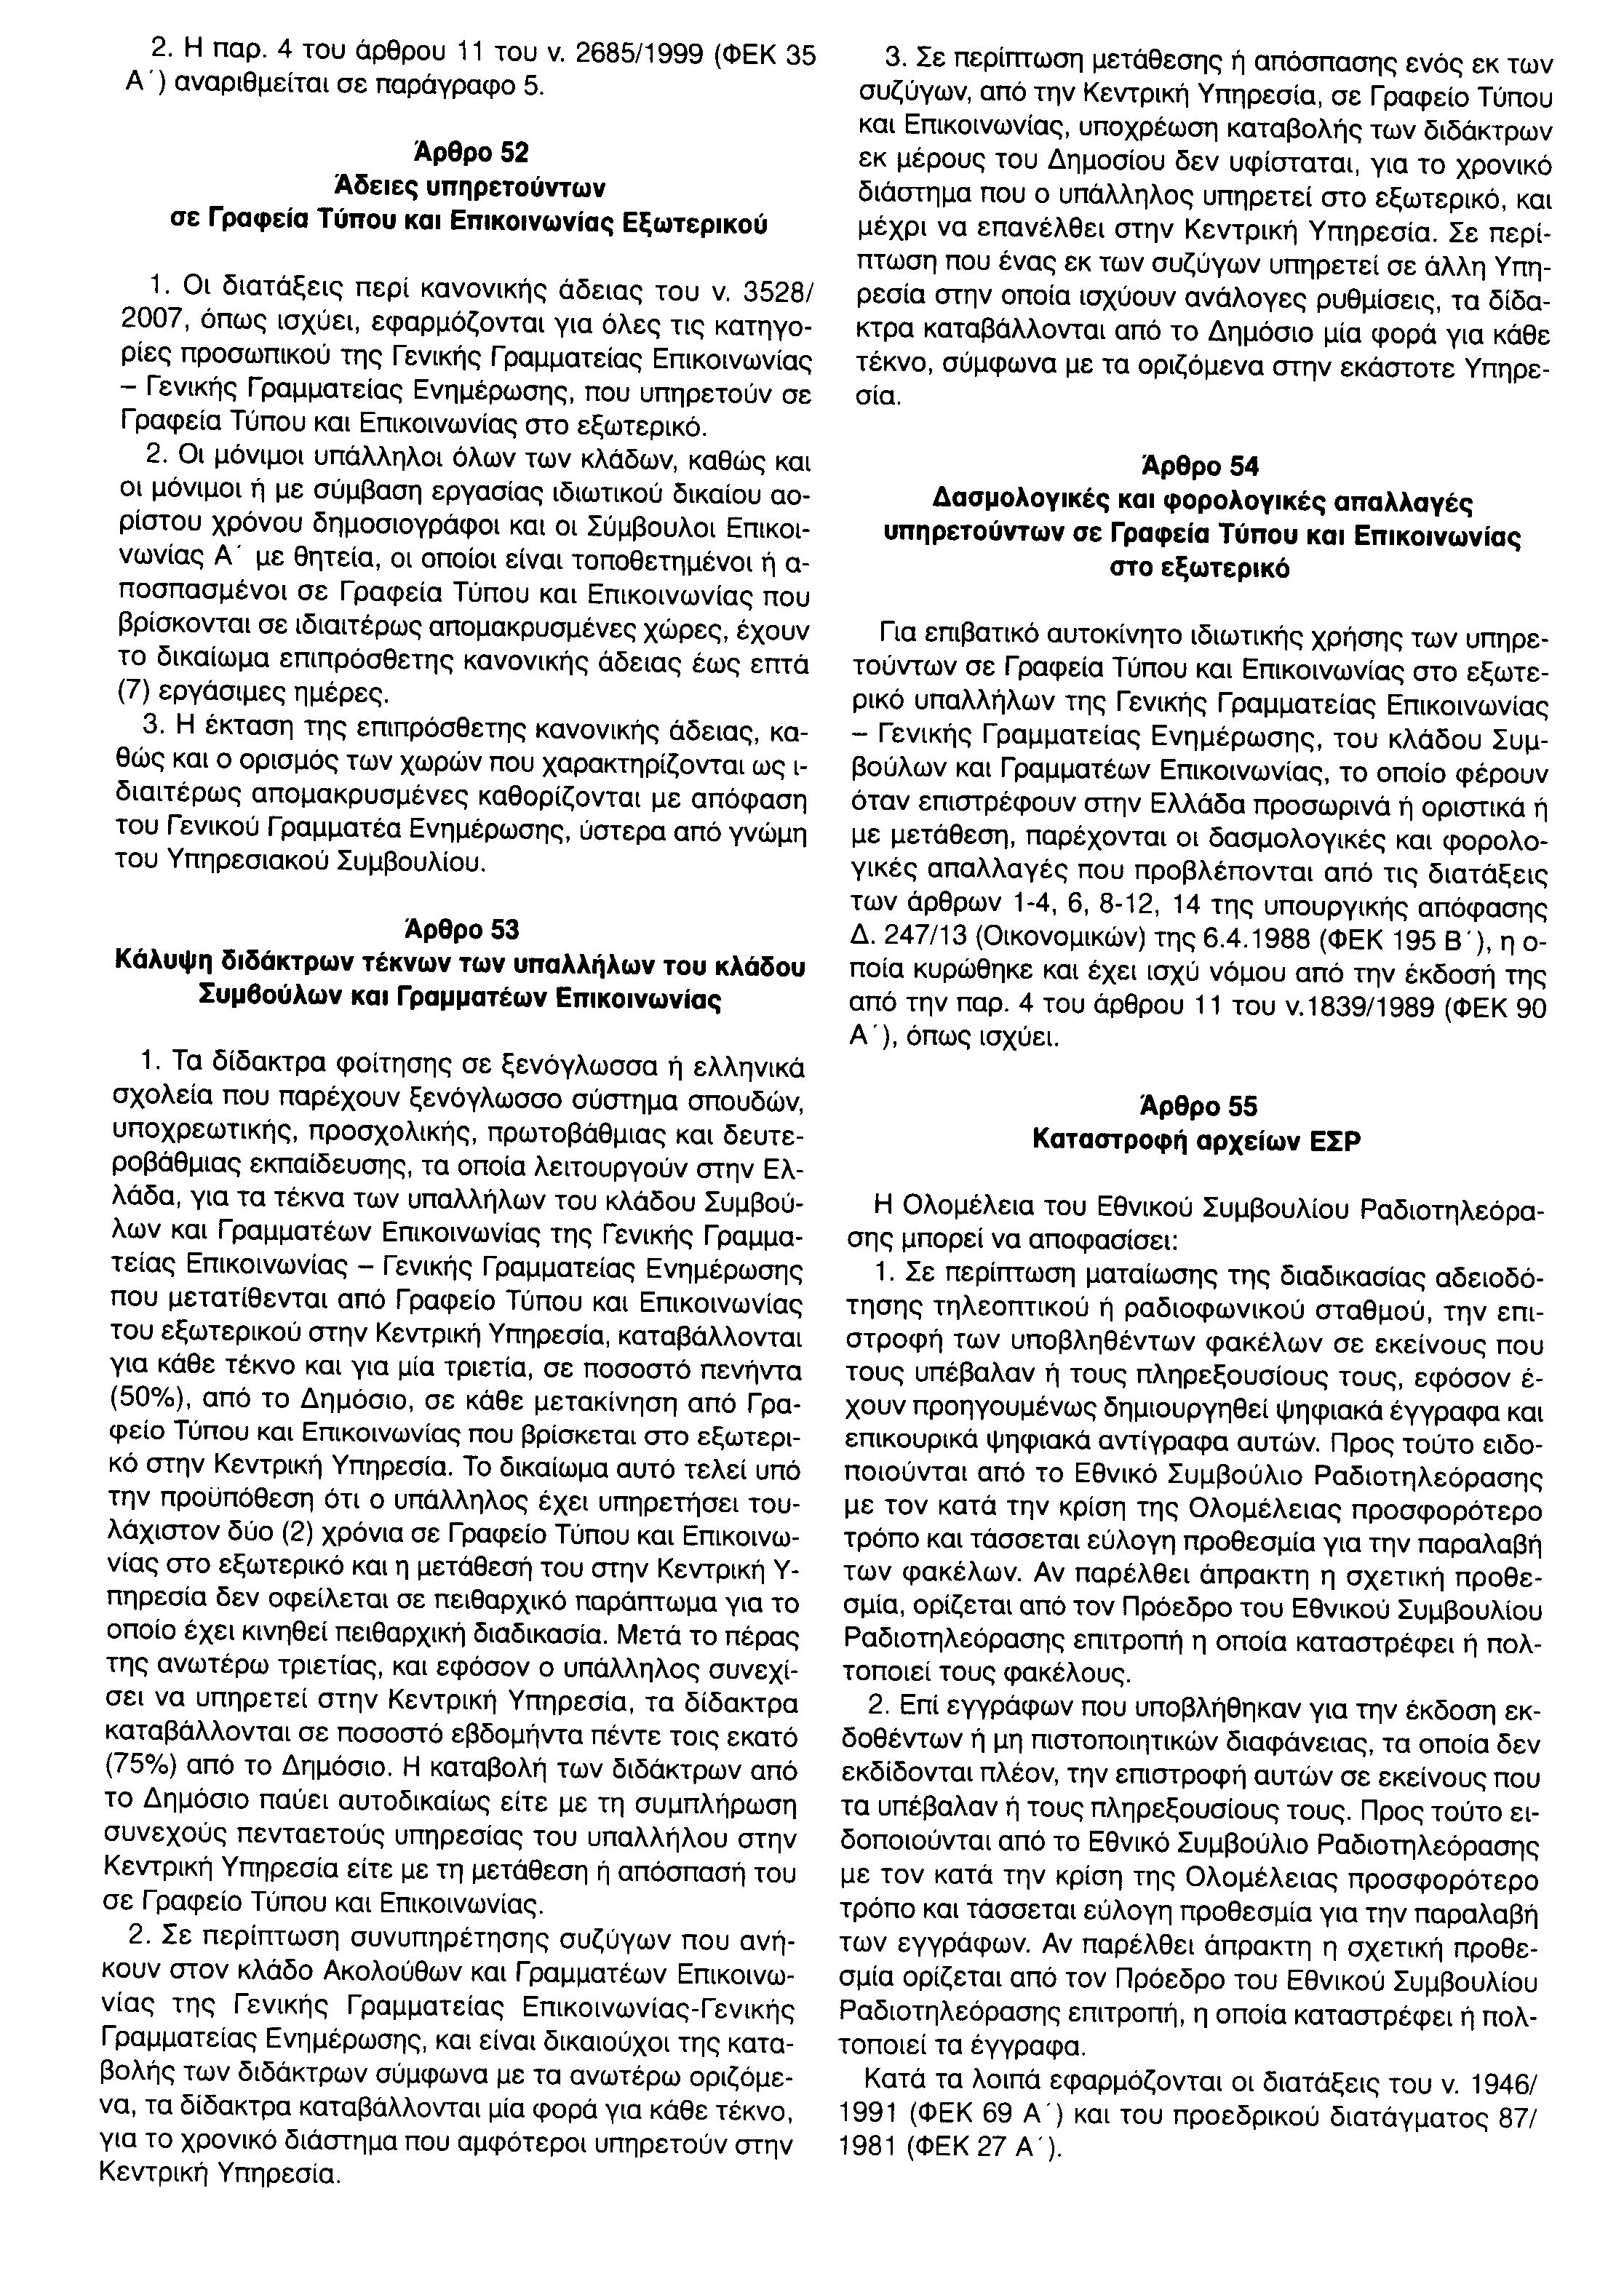 2. Η παρ. 4 του άρθρου 11 του ν. 2685/1999 (ΦΕΚ 35
Α΄) αναριθμείται σε παράγραφο 5.
Άρθρο 52
Άδειες υπηρετούντων
σε Γραφεία Τύπου και Επικοινωνίας Εξωτερικού
1. Οι διατάξεις περί κανονικής άδειας του ν. 3528/
2007, όπως ισχύει, εφαρμόζονται για όλες τις κατηγο-
ρίες προσωπικού της Γενικής Γραμματείας Επικοινωνίας
– Γενικής Γραμματείας Ενημέρωσης, που υπηρετούν σε
Γραφεία Τύπου και Επικοινωνίας στο εξωτερικό.
2. Οι μόνιμοι υπάλληλοι όλων των κλάδων, καθώς και
οι μόνιμοι ή με σύμβαση εργασίας ιδιωτικού δικαίου αο-
ρίστου χρόνου δημοσιογράφοι και οι Σύμβουλοι Επικοι-
νωνίας Α΄ με θητεία, οι οποίοι είναι τοποθετημένοι ή α-
ποσπασμένοι σε Γραφεία Τύπου και Επικοινωνίας που
βρίσκονται σε ιδιαιτέρως απομακρυσμένες χώρες, έχουν
το δικαίωμα επιπρόσθετης κανονικής άδειας έως επτά
(7) εργάσιμες ημέρες.
3. Η έκταση της επιπρόσθετης κανονικής άδειας, κα-
θώς και ο ορισμός των χωρών που χαρακτηρίζονται ως ι-
διαιτέρως απομακρυσμένες καθορίζονται με απόφαση
του Γενικού Γραμματέα Ενημέρωσης, ύστερα από γνώμη
του Υπηρεσιακού Συμβουλίου.
Άρθρο 53
Κάλυψη διδάκτρων τέκνων των υπαλλήλων του κλάδου
Συμβούλων και Γραμματέων Επικοινωνίας
1. Τα δίδακτρα φοίτησης σε ξενόγλωσσα ή ελληνικά
σχολεία που παρέχουν ξενόγλωσσο σύστημα σπουδών,
υποχρεωτικής, προσχολικής, πρωτοβάθμιας και δευτε-
ροβάθμιας εκπαίδευσης, τα οποία λειτουργούν στην Ελ-
λάδα, για τα τέκνα των υπαλλήλων του κλάδου Συμβού-
λων και Γραμματέων Επικοινωνίας της Γενικής Γραμμα-
τείας Επικοινωνίας – Γενικής Γραμματείας Ενημέρωσης
που μετατίθενται από Γραφείο Τύπου και Επικοινωνίας
του εξωτερικού στην Κεντρική Υπηρεσία, καταβάλλονται
για κάθε τέκνο και για μία τριετία, σε ποσοστό πενήντα
(50%), από το Δημόσιο, σε κάθε μετακίνηση από Γρα-
φείο Τύπου και Επικοινωνίας που βρίσκεται στο εξωτερι-
κό στην Κεντρική Υπηρεσία. Το δικαίωμα αυτό τελεί υπό
την προϋπόθεση ότι ο υπάλληλος έχει υπηρετήσει του-
λάχιστον δύο (2) χρόνια σε Γραφείο Τύπου και Επικοινω-
νίας στο εξωτερικό και η μετάθεσή του στην Κεντρική Υ-
πηρεσία δεν οφείλεται σε πειθαρχικό παράπτωμα για το
οποίο έχει κινηθεί πειθαρχική διαδικασία. Μετά το πέρας
της ανωτέρω τριετίας, και εφόσον ο υπάλληλος συνεχί-
σει να υπηρετεί στην Κεντρική Υπηρεσία, τα δίδακτρα
καταβάλλονται σε ποσοστό εβδομήντα πέντε τοις εκατό
(75%) από το Δημόσιο. Η καταβολή των διδάκτρων από
το Δημόσιο παύει αυτοδικαίως είτε με τη συμπλήρωση
συνεχούς πενταετούς υπηρεσίας του υπαλλήλου στην
Κεντρική Υπηρεσία είτε με τη μετάθεση ή απόσπασή του
σε Γραφείο Τύπου και Επικοινωνίας.
2. Σε περίπτωση συνυπηρέτησης συζύγων που ανή-
κουν στον κλάδο Ακολούθων και Γραμματέων Επικοινω-
νίας της Γενικής Γραμματείας Επικοινωνίας-Γενικής
Γραμματείας Ενημέρωσης, και είναι δικαιούχοι της κατα-
βολής των διδάκτρων σύμφωνα με τα ανωτέρω οριζόμε-
να, τα δίδακτρα καταβάλλονται μία φορά για κάθε τέκνο,
για το χρονικό διάστημα που αμφότεροι υπηρετούν στην
Κεντρική Υπηρεσία.
3. Σε περίπτωση μετάθεσης ή απόσπασης ενός εκ των
συζύγων, από την Κεντρική Υπηρεσία, σε Γραφείο Τύπου
και Επικοινωνίας, υποχρέωση καταβολής των διδάκτρων
εκ μέρους του Δημοσίου δεν υφίσταται, για το χρονικό
διάστημα που ο υπάλληλος υπηρετεί στο εξωτερικό, και
μέχρι να επανέλθει στην Κεντρική Υπηρεσία. Σε περί-
πτωση που ένας εκ των συζύγων υπηρετεί σε άλλη Υπη-
ρεσία στην οποία ισχύουν ανάλογες ρυθμίσεις, τα δίδα-
κτρα καταβάλλονται από το Δημόσιο μία φορά για κάθε
τέκνο, σύμφωνα με τα οριζόμενα στην εκάστοτε Υπηρε-
σία.
Άρθρο 54
Δασμολογικές και φορολογικές απαλλαγές
υπηρετούντων σε Γραφεία Τύπου και Επικοινωνίας
στο εξωτερικό
Για επιβατικό αυτοκίνητο ιδιωτικής χρήσης των υπηρε-
τούντων σε Γραφεία Τύπου και Επικοινωνίας στο εξωτε-
ρικό υπαλλήλων της Γενικής Γραμματείας Επικοινωνίας
– Γενικής Γραμματείας Ενημέρωσης, του κλάδου Συμ-
βούλων και Γραμματέων Επικοινωνίας, το οποίο φέρουν
όταν επιστρέφουν στην Ελλάδα προσωρινά ή οριστικά ή
με μετάθεση, παρέχονται οι δασμολογικές και φορολο-
γικές απαλλαγές που προβλέπονται από τις διατάξεις
των άρθρων 1-4, 6, 8-12, 14 της υπουργικής απόφασης
Δ. 247/13 (Οικονομικών) της 6.4.1988 (ΦΕΚ 195 Β΄), η ο-
ποία κυρώθηκε και έχει ισχύ νόμου από την έκδοσή της
από την παρ. 4 του άρθρου 11 του ν.1839/1989 (ΦΕΚ 90
Α΄), όπως ισχύει.
Άρθρο 55
Καταστροφή αρχείων ΕΣΡ
Η Ολομέλεια του Εθνικού Συμβουλίου Ραδιοτηλεόρα-
σης μπορεί να αποφασίσει:
1. Σε περίπτωση ματαίωσης της διαδικασίας αδειοδό-
τησης τηλεοπτικού ή ραδιοφωνικού σταθμού, την επι-
στροφή των υποβληθέντων φακέλων σε εκείνους που
τους υπέβαλαν ή τους πληρεξουσίους τους, εφόσον έ-
χουν προηγουμένως δημιουργηθεί ψηφιακά έγγραφα και
επικουρικά ψηφιακά αντίγραφα αυτών. Προς τούτο ειδο-
ποιούνται από το Εθνικό Συμβούλιο Ραδιοτηλεόρασης
με τον κατά την κρίση της Ολομέλειας προσφορότερο
τρόπο και τάσσεται εύλογη προθεσμία για την παραλαβή
των φακέλων. Αν παρέλθει άπρακτη η σχετική προθε-
σμία, ορίζεται από τον Πρόεδρο του Εθνικού Συμβουλίου
Ραδιοτηλεόρασης επιτροπή η οποία καταστρέφει ή πολ-
τοποιεί τους φακέλους.
2. Επί εγγράφων που υποβλήθηκαν για την έκδοση εκ-
δοθέντων ή μη πιστοποιητικών διαφάνειας, τα οποία δεν
εκδίδονται πλέον, την επιστροφή αυτών σε εκείνους που
τα υπέβαλαν ή τους πληρεξουσίους τους. Προς τούτο ει-
δοποιούνται από το Εθνικό Συμβούλιο Ραδιοτηλεόρασης
με τον κατά την κρίση της Ολομέλειας προσφορότερο
τρόπο και τάσσεται εύλογη προθεσμία για την παραλαβή
των εγγράφων. Αν παρέλθει άπρακτη η σχετική προθε-
σμία ορίζεται από τον Πρόεδρο του Εθνικού Συμβουλίου
Ραδιοτηλεόρασης επιτροπή, η οποία καταστρέφει ή πολ-
τοποιεί τα έγγραφα.
Κατά τα λοιπά εφαρμόζονται οι διατάξεις του ν. 1946/
1991 (ΦΕΚ 69 Α΄) και του προεδρικού διατάγματος 87/
1981 (ΦΕΚ 27 Α΄).